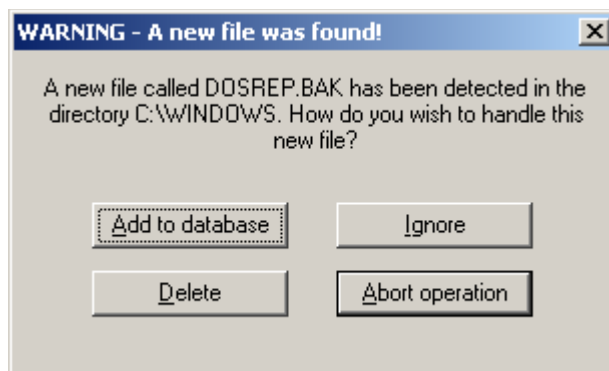 WARNING - A new file was found!
A new file called DOSREP.BAK has been detected in the
directory C:\WINDOWS. How do you wish to handle this
new file?
Add to database
Ignore
Delete
Abort operation